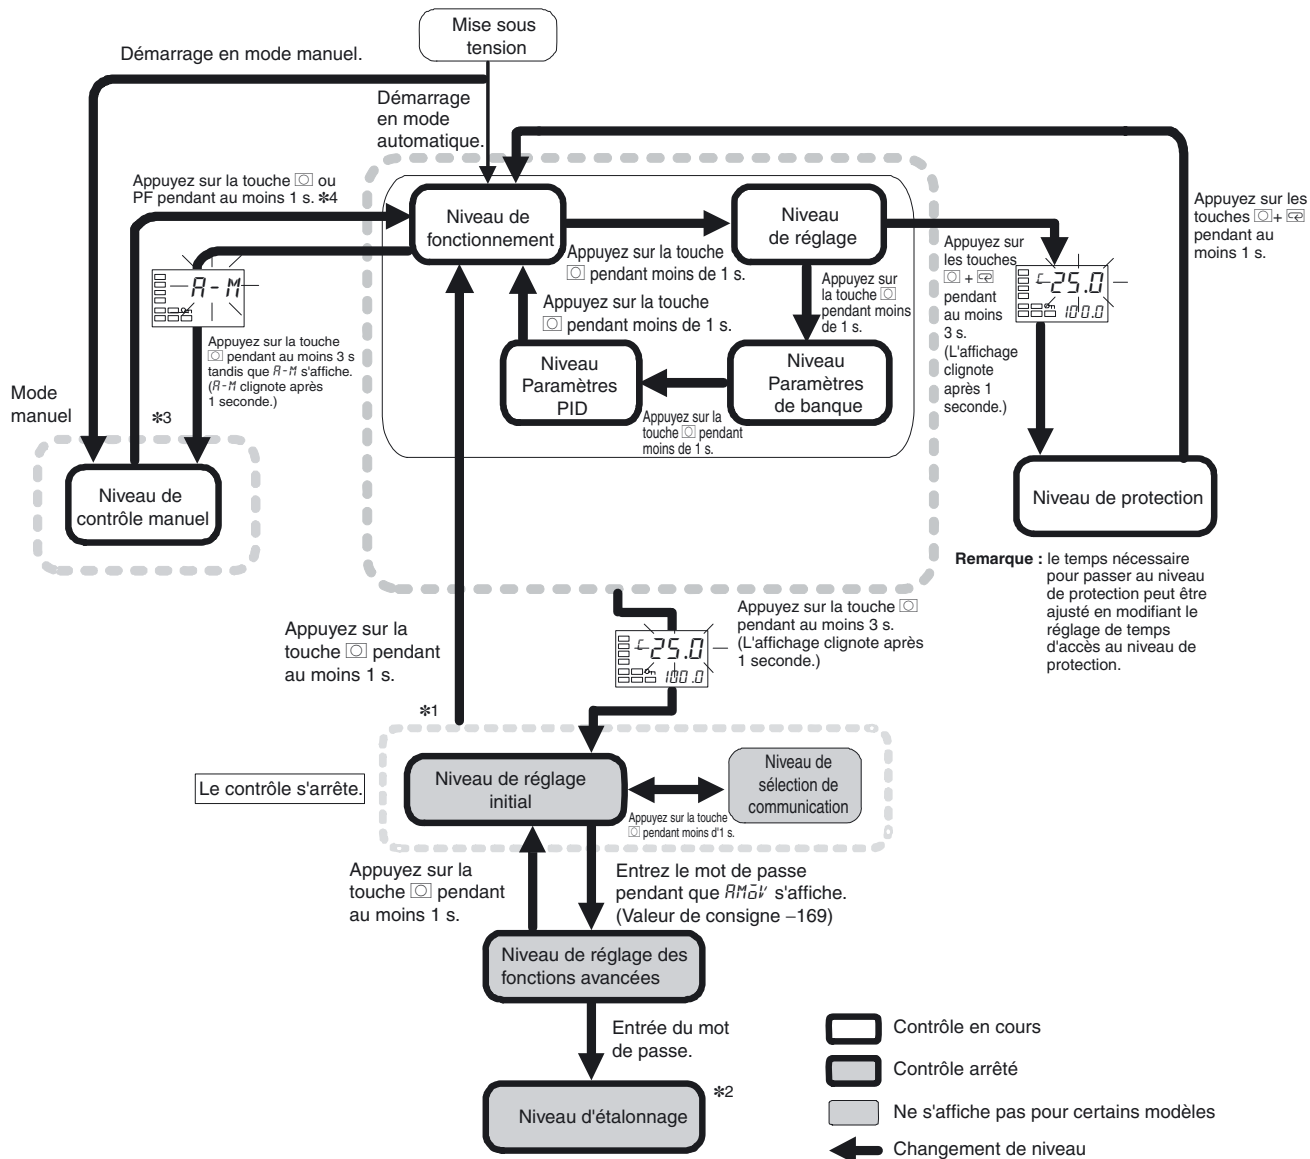 Mise sous
tension
Démarrage en mode manuel.
Démarrage
en mode
automatique.
Appuyez sur la touche ou
PF pendant au moins 1 s. ✻4
Niveau de
fonctionnement
Niveau
de réglage
Appuyez sur la touche
pendant moins de 1 s.
Appuyez sur la touche
pendant moins de 1 s.
Appuyez sur
la touche
pendant moins
de 1 s.
Niveau
Paramètres
PID
Niveau
Paramètres
de banque
Appuyez sur la
touche pendant
moins de 1 s.
Appuyez sur
les touches
+
pendant
au moins
3 s.
(L'affichage
clignote
après 1
seconde.)
C 25.0
100.0
Appuyez sur les
touches +
pendant au
moins 1 s.
A-M
Appuyez sur la touche
pendant au moins 3 s
tandis que A-M s'affiche.
(A-M clignote après
1 seconde.)
Mode
manuel
✻3
Niveau de
contrôle manuel
Niveau de protection
Remarque : le temps nécessaire
pour passer au niveau
de protection peut être
ajusté en modifiant le
réglage de temps
d'accès au niveau de
protection.
Appuyez sur la touche
pendant au moins 3 s.
(L'affichage clignote après
1 seconde.)
C 25.0
100.0
Appuyez sur la
touche pendant
au moins 1 s.
✻1
Le contrôle s'arrête.
Niveau de réglage
initial
Niveau de
sélection de
communication
Appuyez sur la touche
pendant moins d'1 s.
Appuyez sur la
touche pendant
au moins 1 s.
Entrez le mot de passe
pendant que AMoV s'affiche.
(Valeur de consigne –169)
Niveau de réglage des
fonctions avancées
Entrée du mot
de passe.
Niveau d'étalonnage
✻2
Contrôle en cours
Contrôle arrêté
Ne s'affiche pas pour certains modèles
Changement de niveau